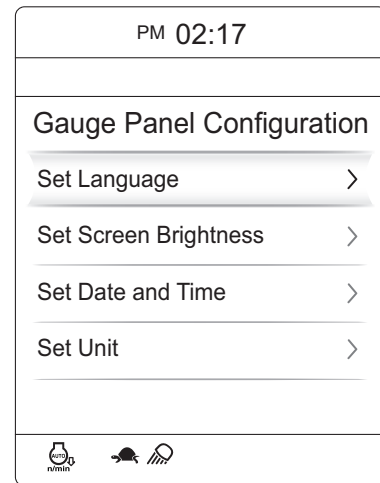 PM 02:17
Gauge Panel Configuration
Set Language
Set Screen Brightness
Set Date and Time
Set Unit
AUTO
n/min